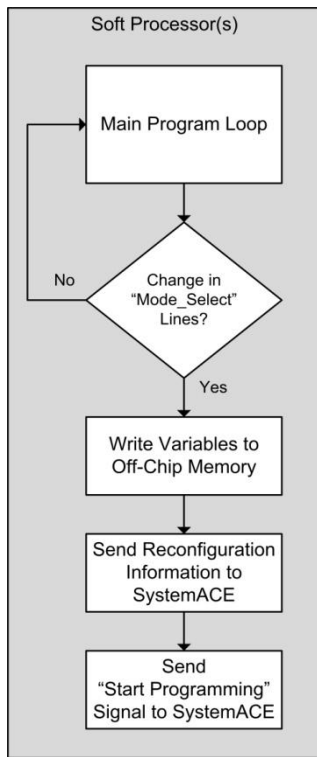 Soft Processor(s)
Main Program Loop
No
Change in
“Mode_Select”
Lines?
Yes
Write Variables to
Off-Chip Memory
Send Reconfiguration
Information to
SystemACE
Send
“Start Programming”
Signal to SystemACE